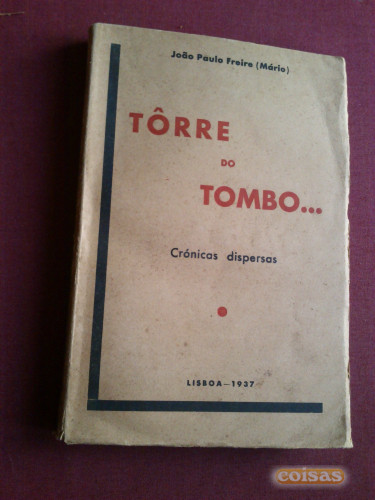 João Paulo Freire (Mário)
TÔRRE
DO
TOMBO...
Crónicas dispersas
LISBOA — 1937
coisas